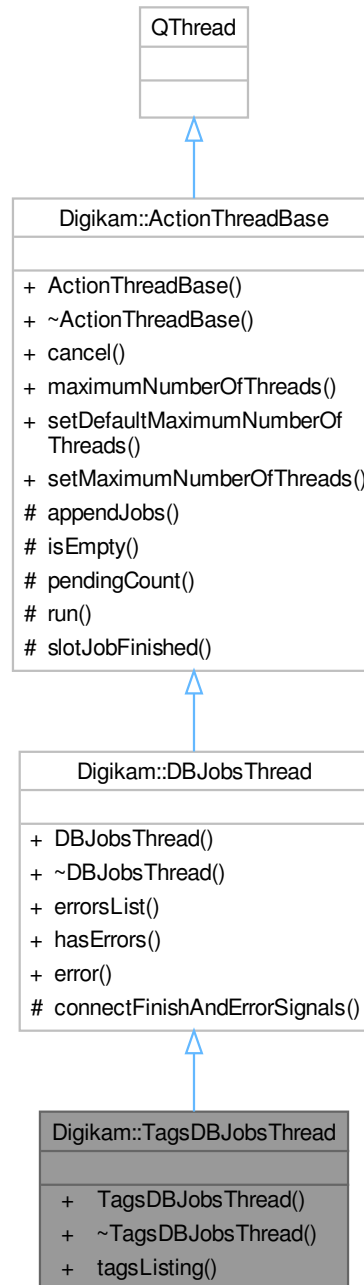 QThread
Digikam::ActionThreadBase
+ ActionThreadBase()
+ ~ActionThreadBase()
+ cancel()
+ maximumNumberOfThreads()
+ setDefaultMaximumNumberOf
Threads()
+ setMaximumNumberOfThreads()
# appendJobs()
# isEmpty()
# pendingCount()
# run()
# slotJobFinished()
Digikam::DBJobsThread
+ DBJobsThread()
+ ~DBJobsThread()
+ errorsList()
+ hasErrors()
+ error()
# connectFinishAndErrorSignals()
Digikam::TagsDBJobsThread
+ TagsDBJobsThread()
+ ~TagsDBJobsThread()
+ tagsListing()